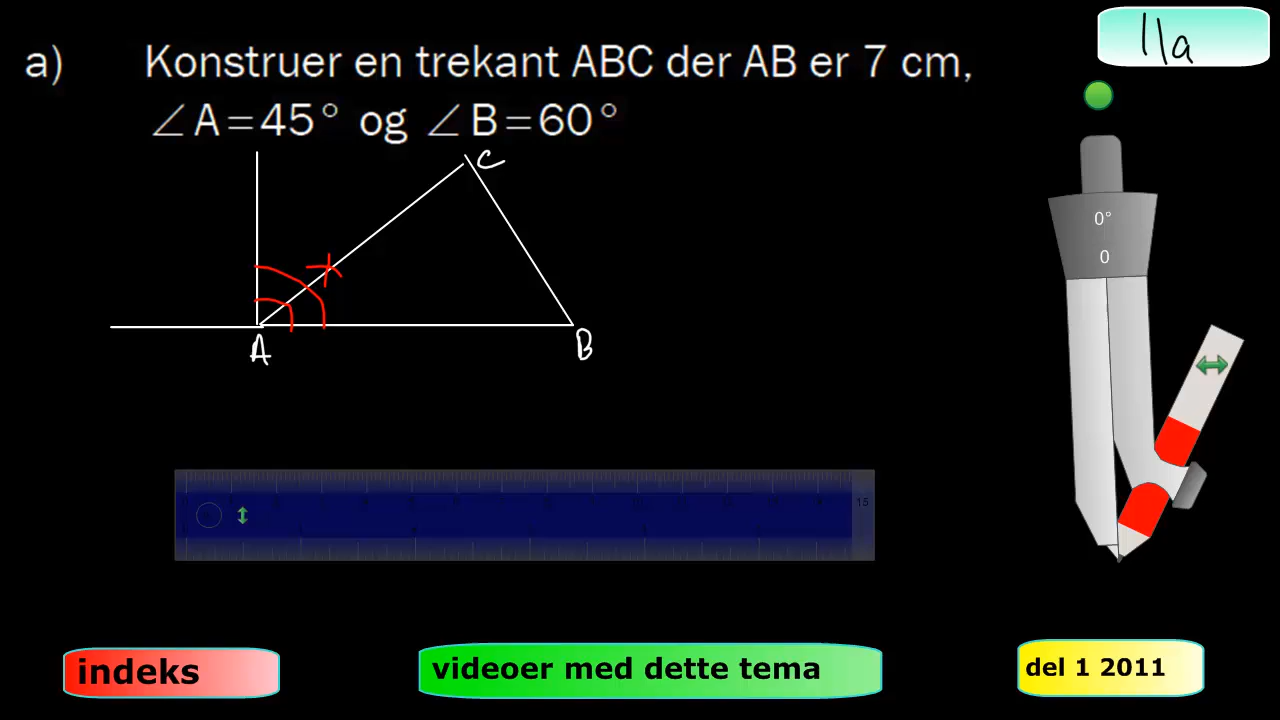 11a
a) Konstruer en trekant ABC der AB er 7 cm,
∠A=45° og ∠B=60°
C
A
B
0°
0
15
indeks
videoer med dette tema
del 1 2011